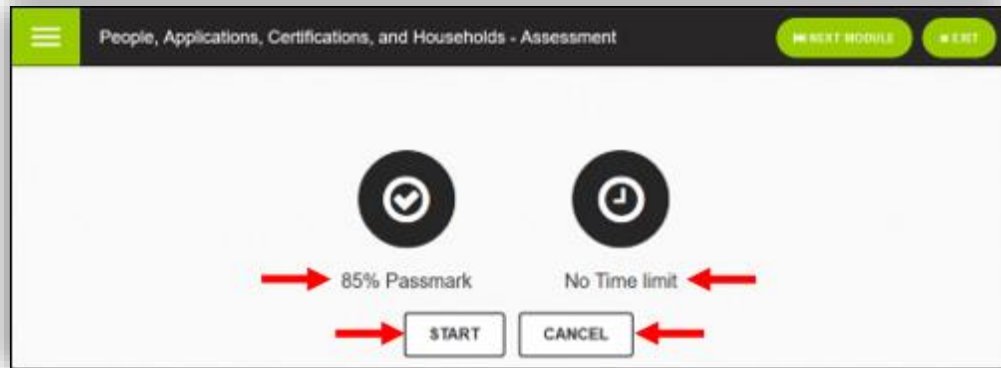 People, Applications, Certifications, and Households - Assessment
NEXT MODULE
EXIT
85% Passmark
No Time limit
START
CANCEL